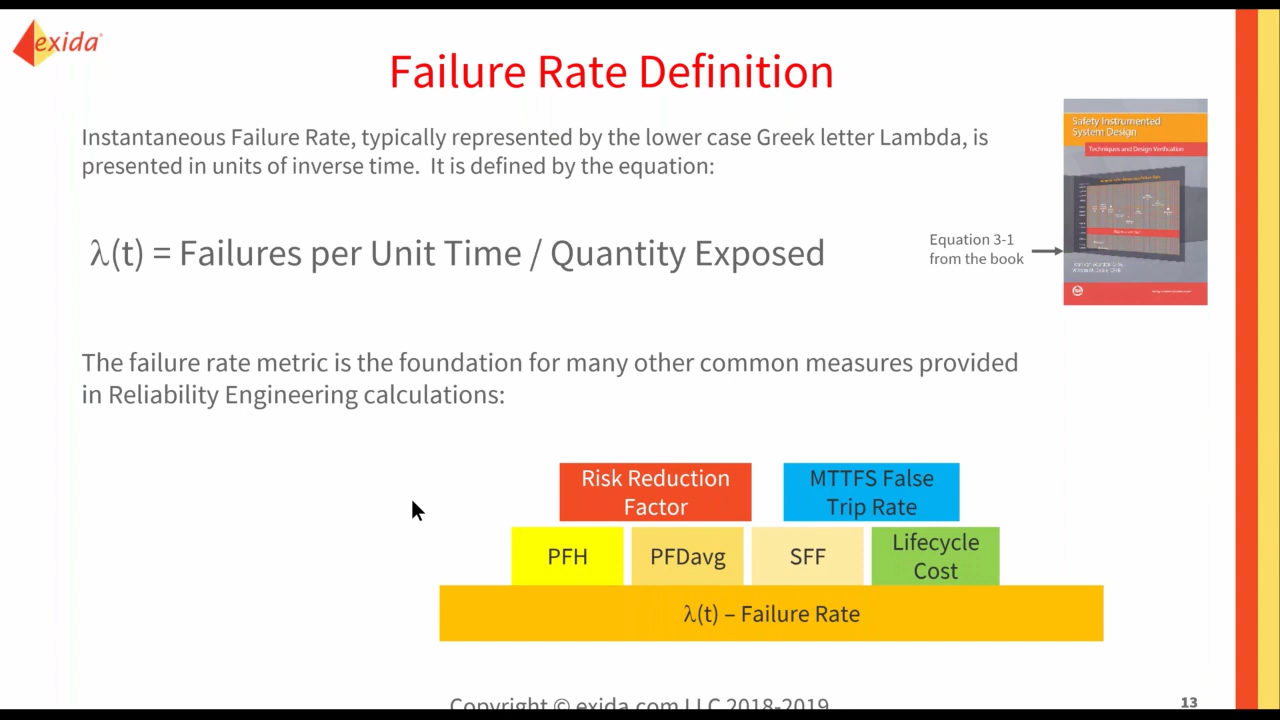 exida
Failure Rate Definition
Instantaneous Failure Rate, typically represented by the lower case Greek letter Lambda, is
presented in units of inverse time.  It is defined by the equation:
Safety Instrumented
System Design
Techniques and Design Verification
λ(t) = Failures per Unit Time / Quantity Exposed
Equation 3-1
from the book
The failure rate metric is the foundation for many other common measures provided
in Reliability Engineering calculations:
Risk Reduction
Factor
MTTFS False
Trip Rate
PFH
PFDavg
SFF
Lifecycle
Cost
λ(t) – Failure Rate
Copyright © exida.com LLC 2018-2019
13